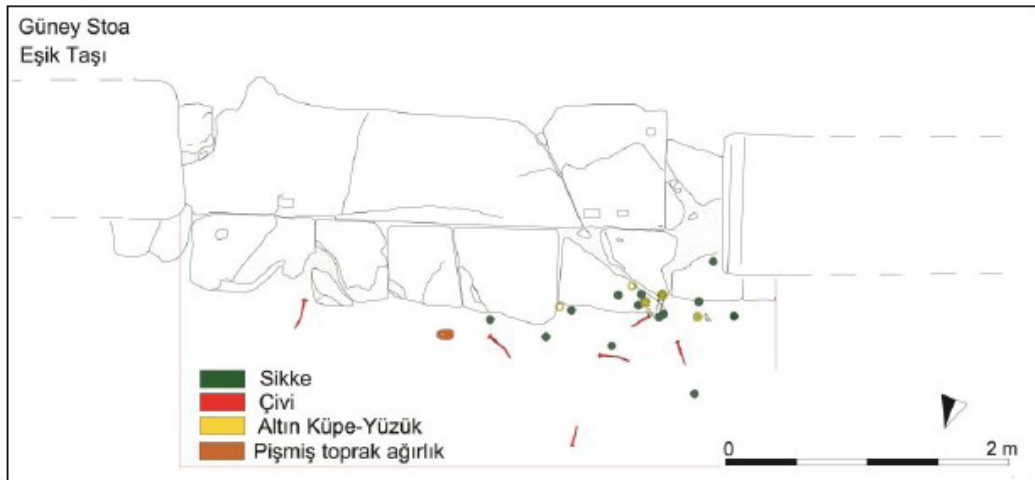 Güney Stoa
Eşik Taşı
Sikke
Çivi
Altın Küpe-Yüzük
Pişmiş toprak ağırlık
0 2 m